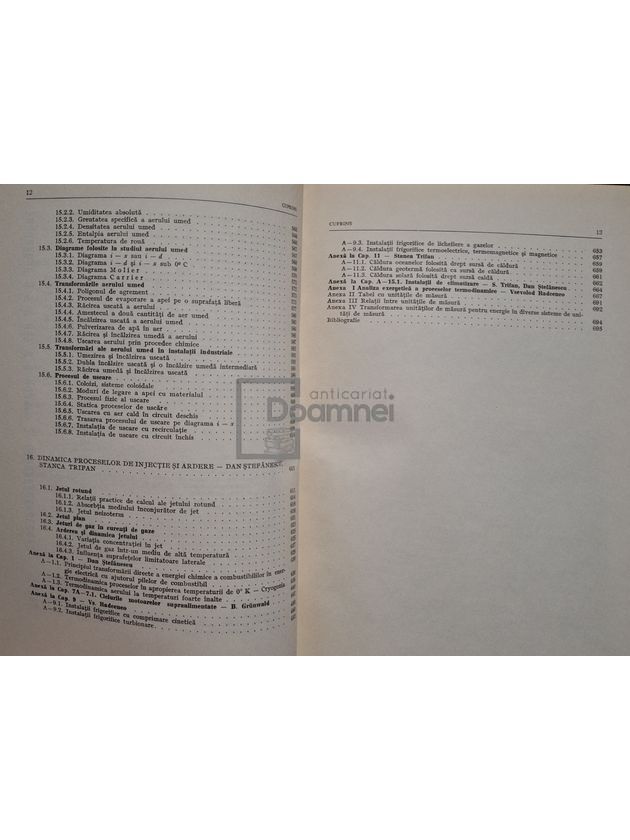 12
CUPRINS
15.2.2. Umiditatea absolută
15.2.3. Greutatea specifică a aerului umed
15.2.4. Densitatea aerului umed
15.2.5. Entalpia aerului umed
15.2.6. Temperatura de rouă
15.3. Diagrame folosite la studiul aerului umed
15.3.1. Diagrama i—x sau i—d
15.3.2. Diagrama i—d și i—x sub 0° C
15.3.3. Diagrama Molier
15.3.4. Diagrama Carrier
15.4. Transformările aerului umed
15.4.1. Poligonul de agrement
15.4.2. Procesul de evaporare a apei pe o suprafață liberă
15.4.3. Răcirea aerului umed
15.4.4. Amestecul a două cantități de aer umed
15.4.5. Încălzirea uscată a aerului umed
15.4.6. Pulverizarea de apă în aer
15.4.8. Uscarea aerului prin procedee chimice
15.5. Transformări ale aerului umed în instalații industriale
15.5.1. Umezirea și încălzirea uscată
15.5.2. Dubla încălzire uscată și o încălzire umedă intermediară
15.5.3. Răcirea umedă și încălzirea uscată
15.6. Procesul de uscare
15.6.1. Coloizi, sisteme coloidale
15.6.2. Moduri de legare a apei cu materialul
15.6.3. Procesul fizic al uscării
15.6.4. Statica proceselor de uscăre
15.6.5. Uscarea cu aer cald în circuit deschis
15.6.6. Trasarea procesului de uscare pe diagrama i—x
15.6.7. Instalația de uscare cu recirculație
15.6.8. Instalația de uscare cu circuit închis
16. DINAMICA PROCESELOR DE INJECȚIE ȘI ARDERE — DAN ȘTEFĂNESCU,
STANCA TRIFAN
16.1. Jetul rotund
16.1.1. Relații practice de calcul ale jetului rotund
16.1.2. Absorbția mediului înconjurător de jet
16.1.3. Jetul neizoterm
16.2. Jetul plan
16.3. Jeturi de gaz în curenți de gaze
16.4. Arderea și dinamica jetului
16.4.1. Variația concentrației în jet
16.4.2. Jetul de gaz într-un mediu de altă temperatură
16.4.3. Influența suprafețelor limitatoare laterale
Anexă la Cap. 1 — Dan Ștefănescu
A—1.1. Principiul transformării directe a energiei chimice a combustibililor în ener-
gie electrică cu ajutorul pilelor de combustibil
A—1.2. Termodinamica proceselor în apropierea temperaturii de 0° K — Cryogenia
A—1.3. Termodinamica aerului la temperaturi foarte înalte
Anexă la Cap. 7A—7.1. Ciclurile motoarelor supraalimentate — B. Grünwald
Anexă la Cap. 9 — Vs. Radcenco
A—9.1. Instalații frigorifice cu comprimare cinetică
A—9.2. Instalații frigorifice turbionare
CUPRINS
13
A—9.3. Instalații frigorifice de lichefiere a gazelor 653
A—9.4. Instalații frigorifice termoelectrice, termomagnetice și magnetice 657
Anexă la Cap. 11 — Stanca Trifan 659
A—11.1. Căldura oceanelor folosită drept sursă de căldură 659
A—11.2. Căldura geotermă folosită ca sursă de căldură 660
A—11.3. Căldura solară folosită drept sursă caldă 661
Anexă la Cap. A—15.1. Instalații de climatizare — S. Trifan, Dan Ștefănescu 662
Anexa I Analiza exergetică a proceselor termodinamice — Vsevolod Radcenco 667
Anexa II Tabel cu unitățile de măsură
Anexa III Relații între unitățile de măsură 692
Anexa IV Transformarea unităților de măsură pentru energie în diverse sisteme de uni-
tăți de măsură 694
Bibliografie 695
anticariat
Doamnei